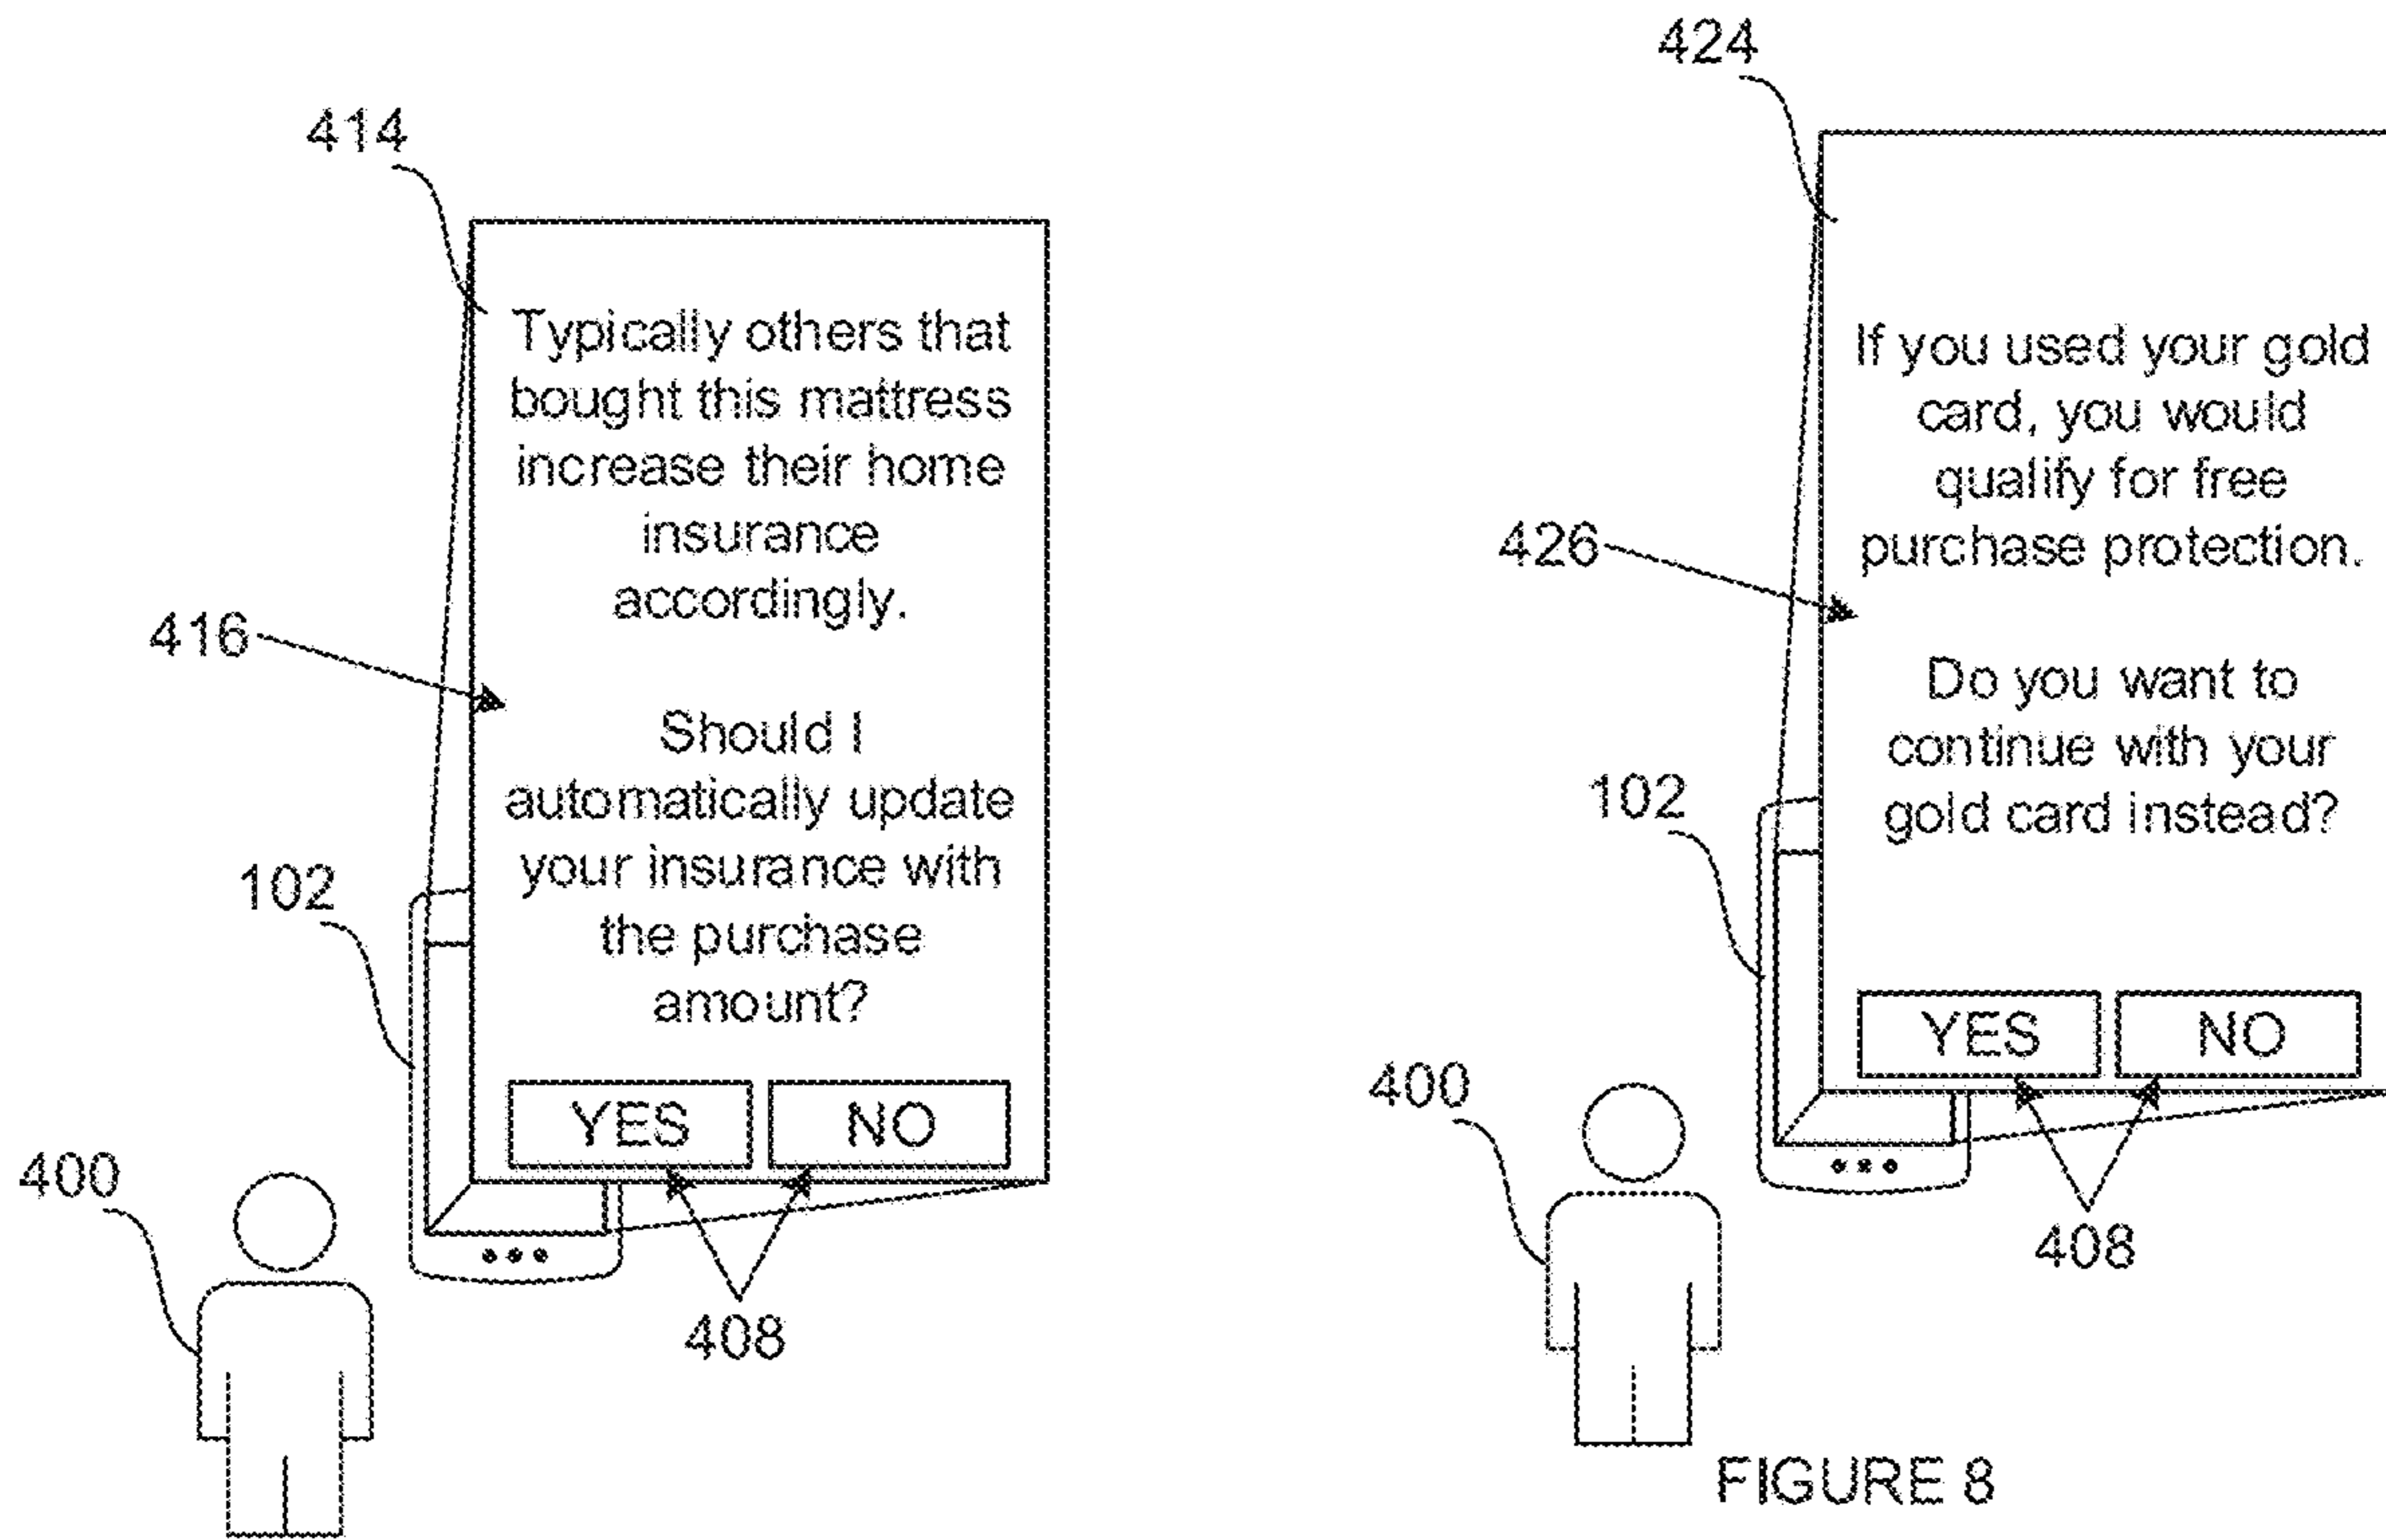 414
Typically others that
bought this mattress
increase their home
insurance
accordingly.
416
Should I
automatically update
your insurance with
the purchase
amount?
102
YES NO
400
408
424
If you used your gold
card, you would
qualify for free
purchase protection.
426
Do you want to
continue with your
gold card instead?
102
YES NO
400
408
FIGURE 8